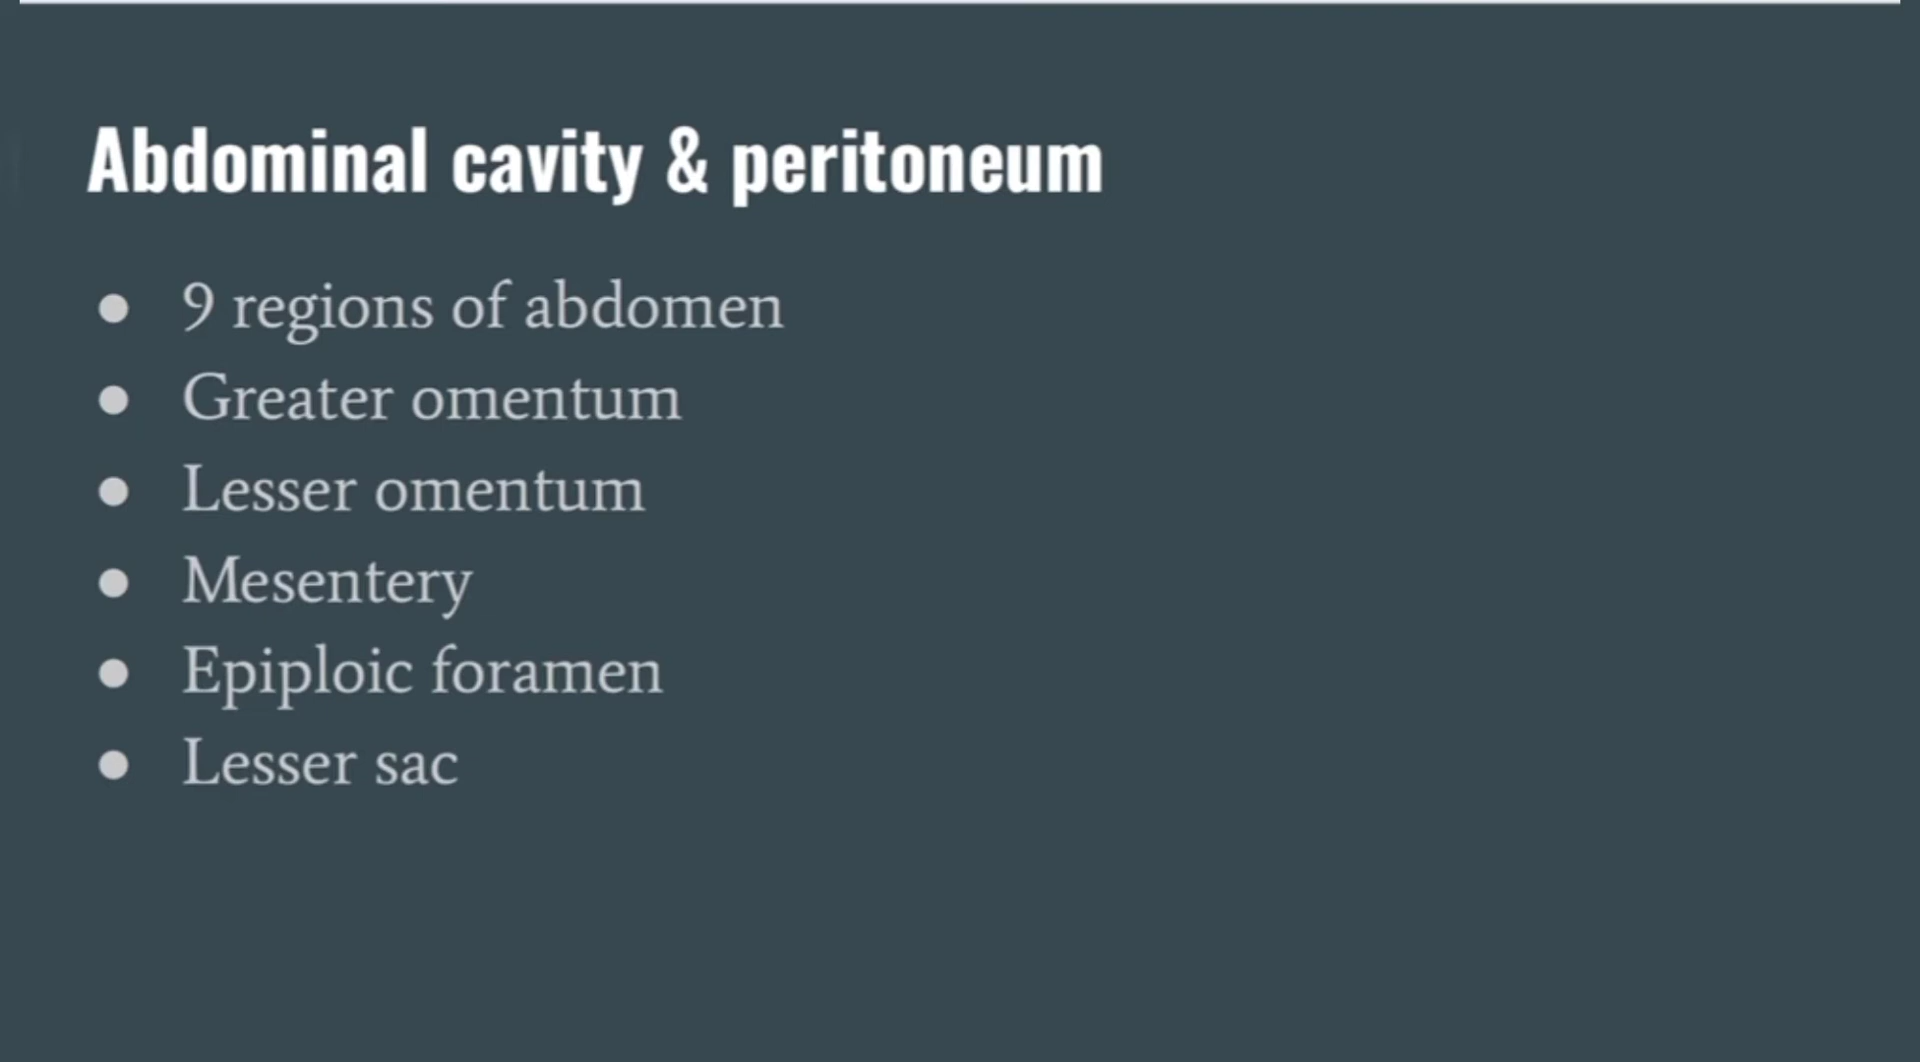 Abdominal cavity & peritoneum
● 9 regions of abdomen
● Greater omentum
● Lesser omentum
● Mesentery
● Epiploic foramen
● Lesser sac